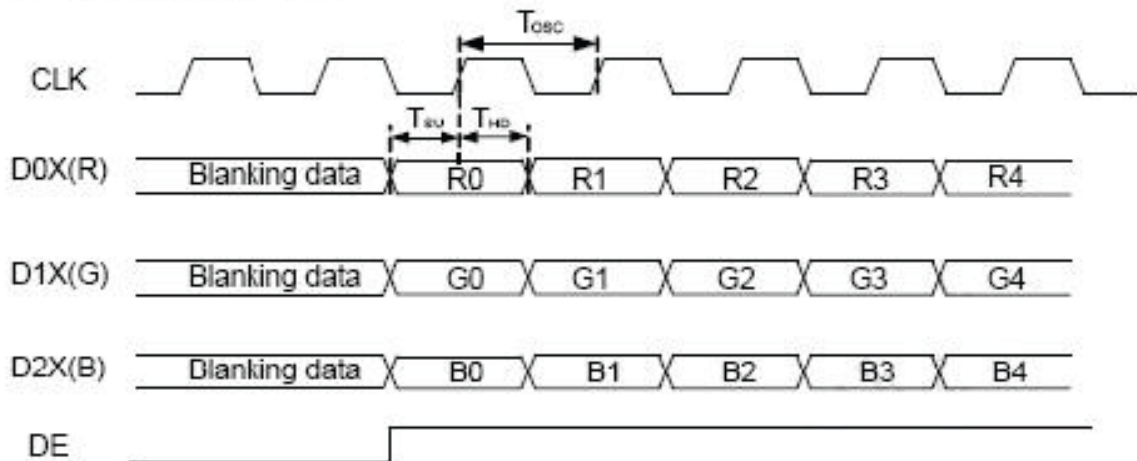 Tosc
CLK
Tsu THD
D0X(R) Blanking data R0 R1 R2 R3 R4
D1X(G) Blanking data G0 G1 G2 G3 G4
D2X(B) Blanking data B0 B1 B2 B3 B4
DE